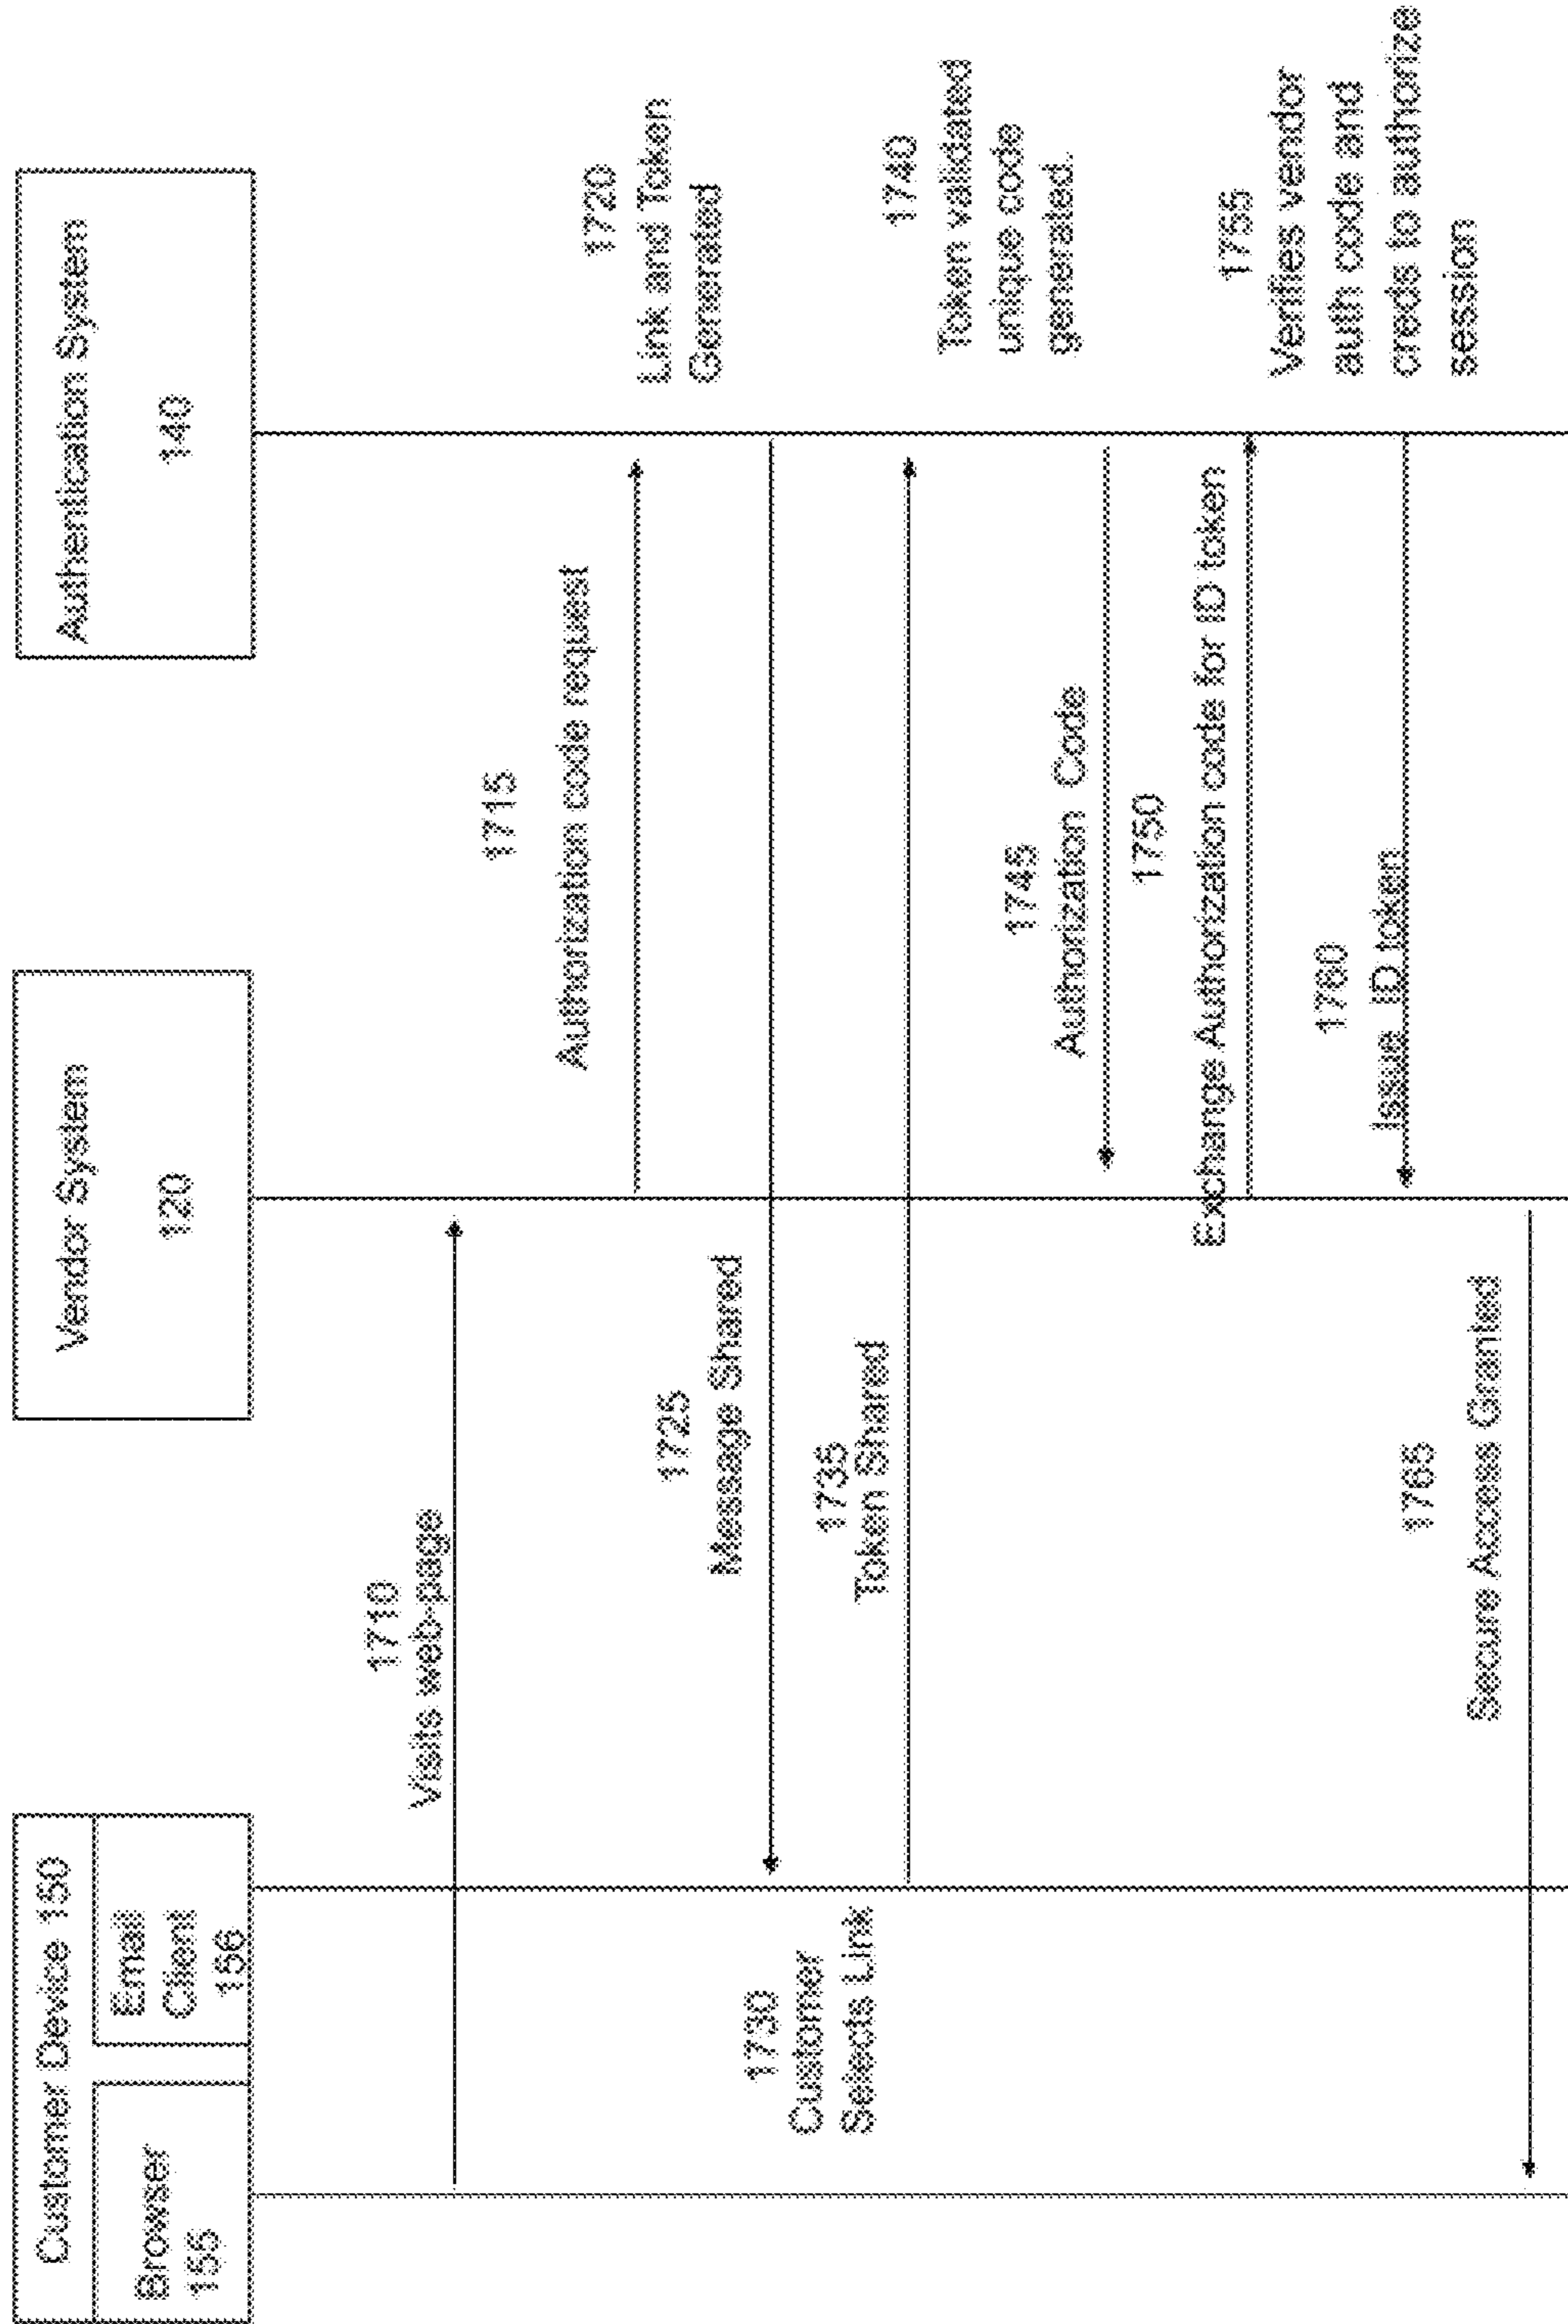 Customer Device 150
Browser
155
Email
Client
156
Vendor System
120
Authentication System
140
1710
Visits web-page
1715
Authorization code request
1720
Link and Token
Generated
1725
Message Shared
1730
Customer
Selects Link
1735
Token Shared
1740
Token validated
unique code
generated.
1745
Authorization Code
1750
Exchange Authorization code for ID token
1755
Verifies vendor
auth code and
creds to authorize
session
1760
Issue ID token
1765
Secure Access Granted